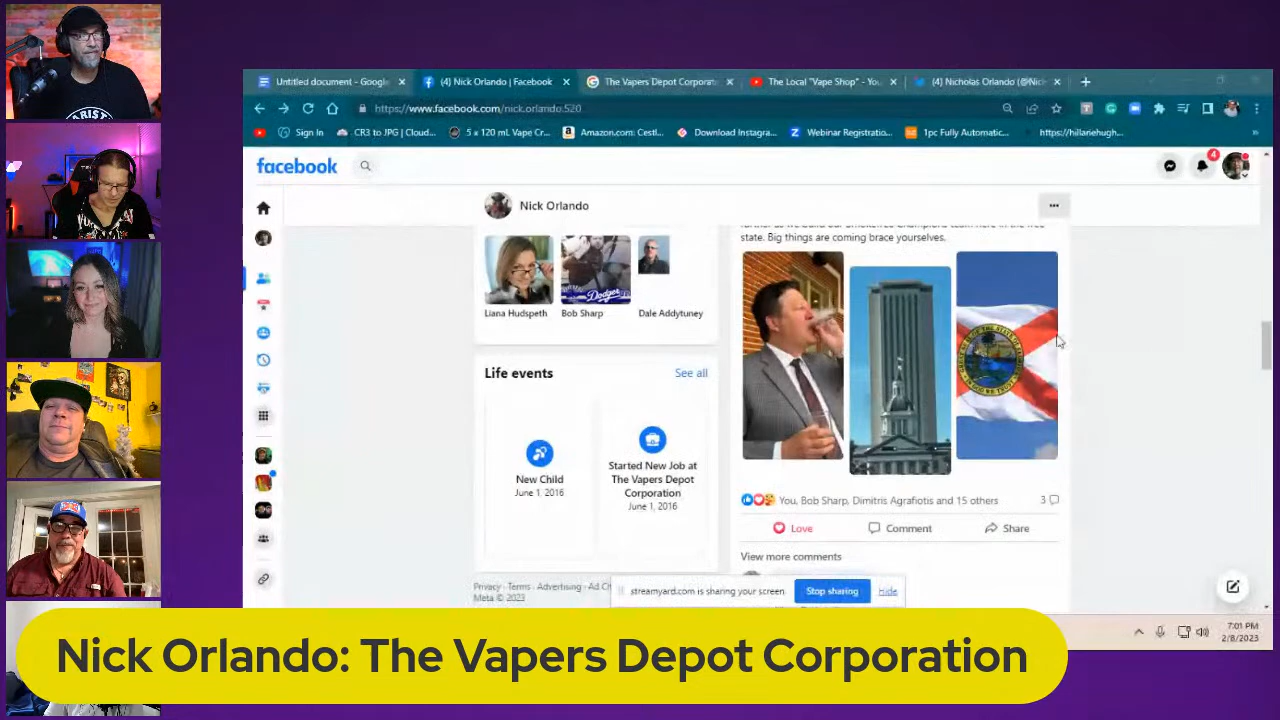 Untitled document - Google
(4) Nick Orlando | Facebook
The Vapers Depot Corporat
The Local "Vape Shop" - You
(4) Nicholas Orlando (@Nich
https://www.facebook.com/nick.orlando.520
Sign In
CR3 to JPG | Cloud...
5 x 120 mL Vape Cr...
Amazon.com: Cestl...
Download Instagra...
Webinar Registratio...
1pc Fully Automatic...
https://hillariehugh...
facebook
4
Nick Orlando
state. Big things are coming brace yourselves.
Liana Hudspeth
Bob Sharp
Dale Addytuney
Dodgers
Life events
See all
New Child
June 1, 2016
Started New Job at
The Vapers Depot
Corporation
June 1, 2016
You, Bob Sharp, Dimitris Agrafiotis and 15 others
3
Love
Comment
Share
View more comments
Privacy · Terms · Advertising · Ad Ch
Meta © 2023
streamyard.com is sharing your screen
Stop sharing
Hide
7:01 PM
2/8/2023
Nick Orlando: The Vapers Depot Corporation